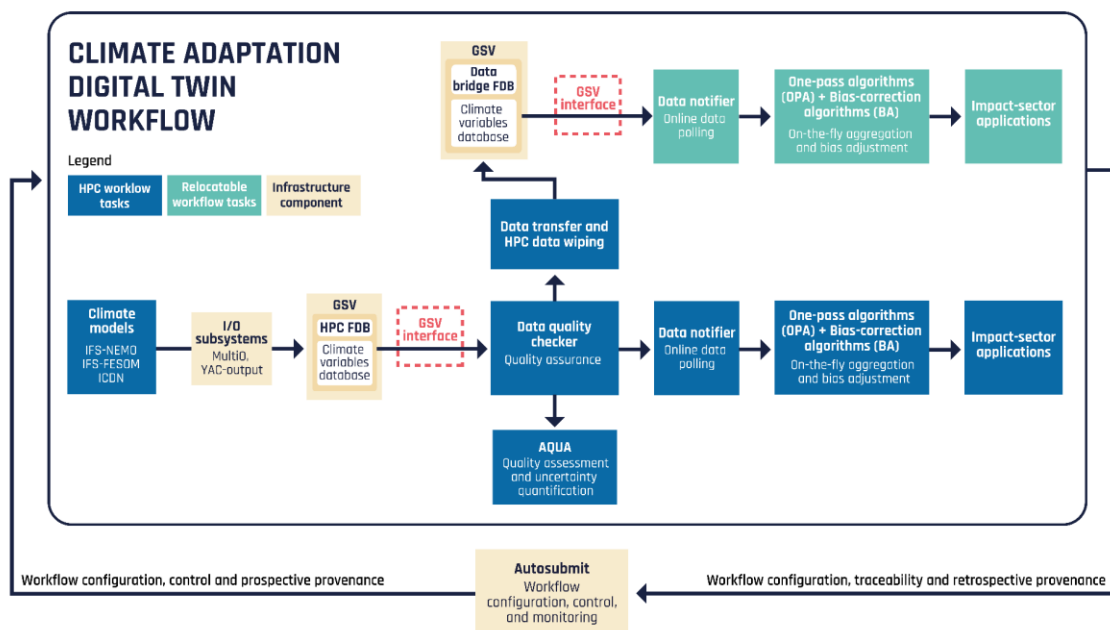 CLIMATE ADAPTATION
DIGITAL TWIN
WORKFLOW
Legend
HPC worklow
tasks
Relocatable
workflow tasks
Infrastructure
component
GSV
Data
bridge FDB
Climate
variables
database
GSV
interface
Data notifier
Online data
polling
One-pass algorithms
(OPA) + Bias-correction
algorithms (BA)
On-the-fly aggregation
and bias adjustment
Impact-sector
applications
Data transfer and
HPC data wiping
Climate
models
IFS-NEMO
IFS-FESOM
ICON
I/O
subsystems
MultIO,
YAC-output
GSV
HPC FDB
Climate
variables
database
GSV
interface
Data quality
checker
Quality assurance
Data notifier
Online data
polling
One-pass algorithms
(OPA) + Bias-correction
algorithms (BA)
On-the-fly aggregation
and bias adjustment
Impact-sector
applications
AQUA
Quality assessment
and uncertainty
quantification
Workflow configuration, control and prospective provenance
Autosubmit
Workflow
configuration, control,
and monitoring
Workflow configuration, traceability and retrospective provenance